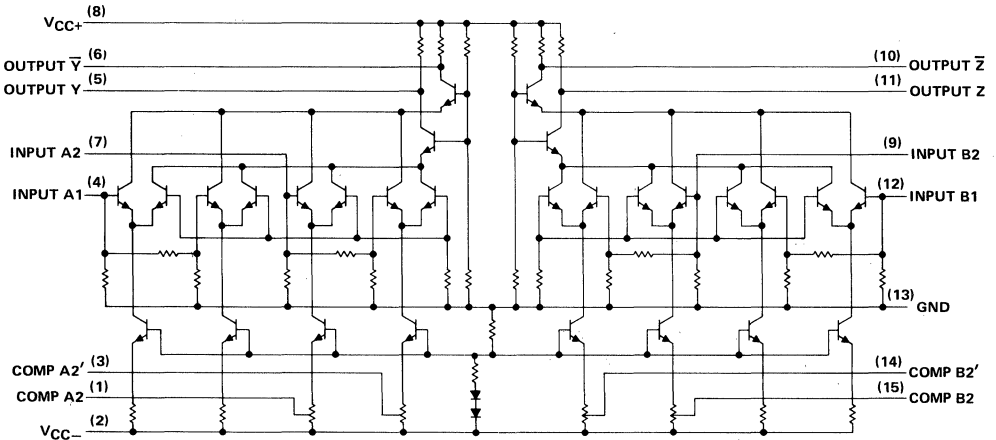 VCC+ (8)
OUTPUT Y̅ (6)
OUTPUT Y (5)
INPUT A2 (7)
INPUT A1 (4)
COMP A2′ (3)
COMP A2 (1)
VCC− (2)
(10) OUTPUT Z̅
(11) OUTPUT Z
(9) INPUT B2
(12) INPUT B1
(13) GND
(14) COMP B2′
(15) COMP B2